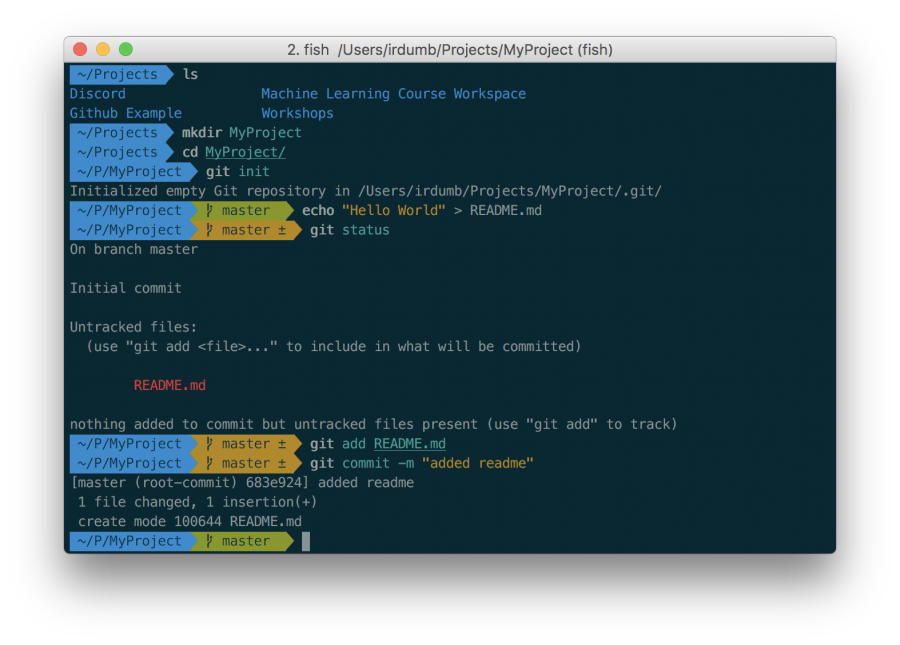 2. fish  /Users/irdumb/Projects/MyProject (fish)
~/Projects ls
Discord                 Machine Learning Course Workspace
Github Example          Workshops
~/Projects mkdir MyProject
~/Projects cd MyProject/
~/P/MyProject git init
Initialized empty Git repository in /Users/irdumb/Projects/MyProject/.git/
~/P/MyProject master echo "Hello World" > README.md
~/P/MyProject master ± git status
On branch master
Initial commit
Untracked files:
  (use "git add <file>..." to include in what will be committed)
        README.md
nothing added to commit but untracked files present (use "git add" to track)
~/P/MyProject master ± git add README.md
~/P/MyProject master ± git commit -m "added readme"
[master (root-commit) 683e924] added readme
 1 file changed, 1 insertion(+)
 create mode 100644 README.md
~/P/MyProject master